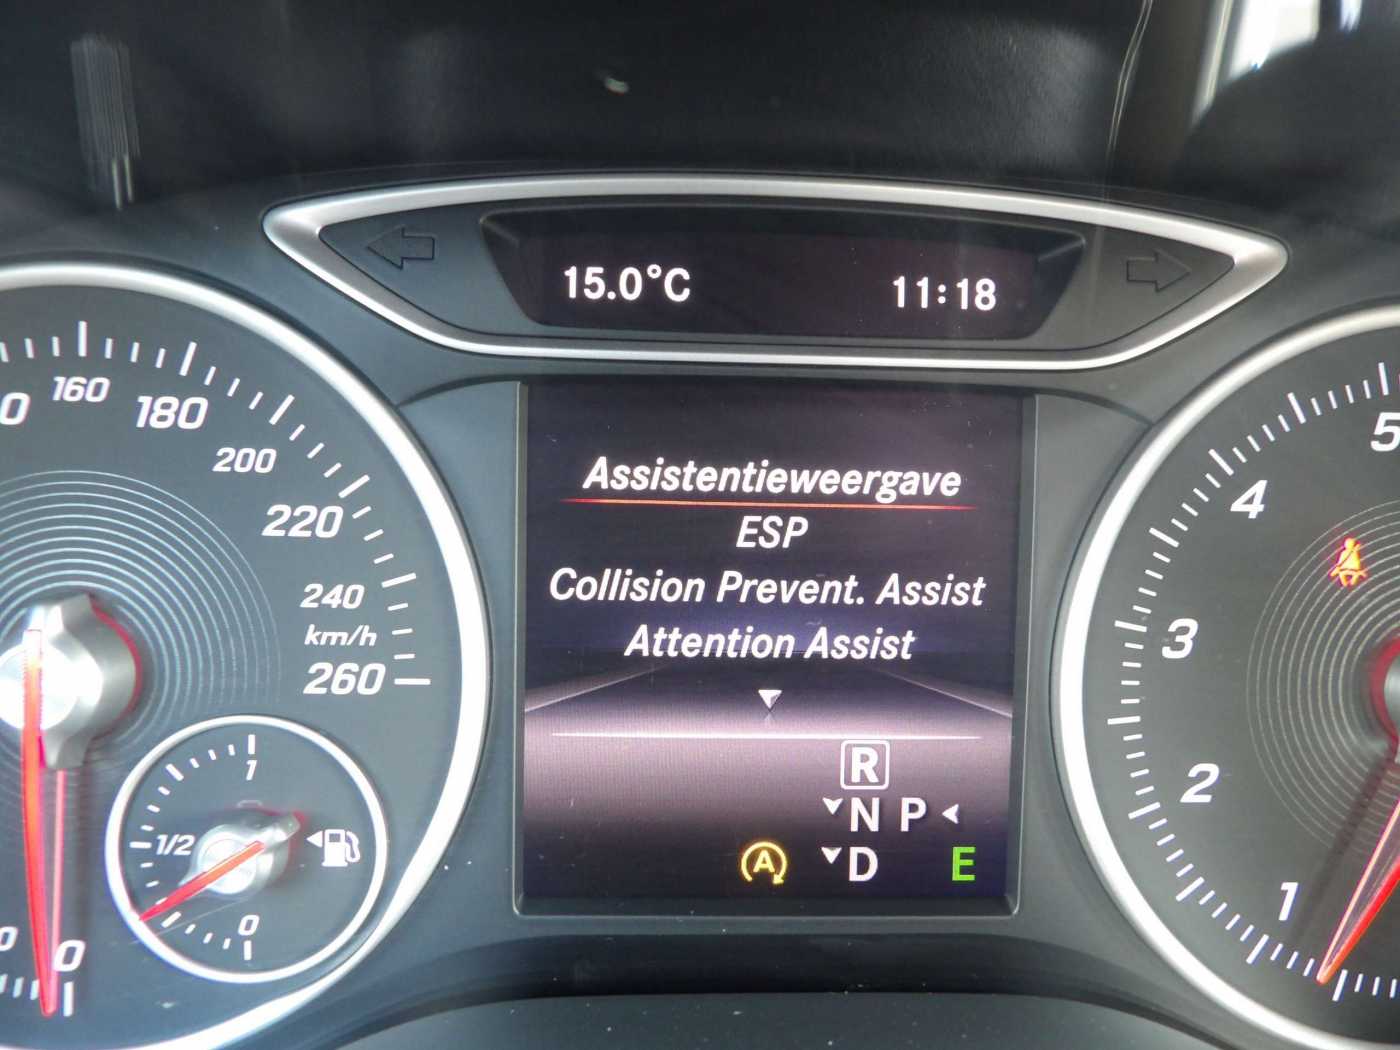 15.0°C 11:18
160
180
200
220
240
km/h
260
1
1/2
0
0
Assistentieweergave
ESP
Collision Prevent. Assist
Attention Assist
R
N P
A D E
5
4
3
2
1